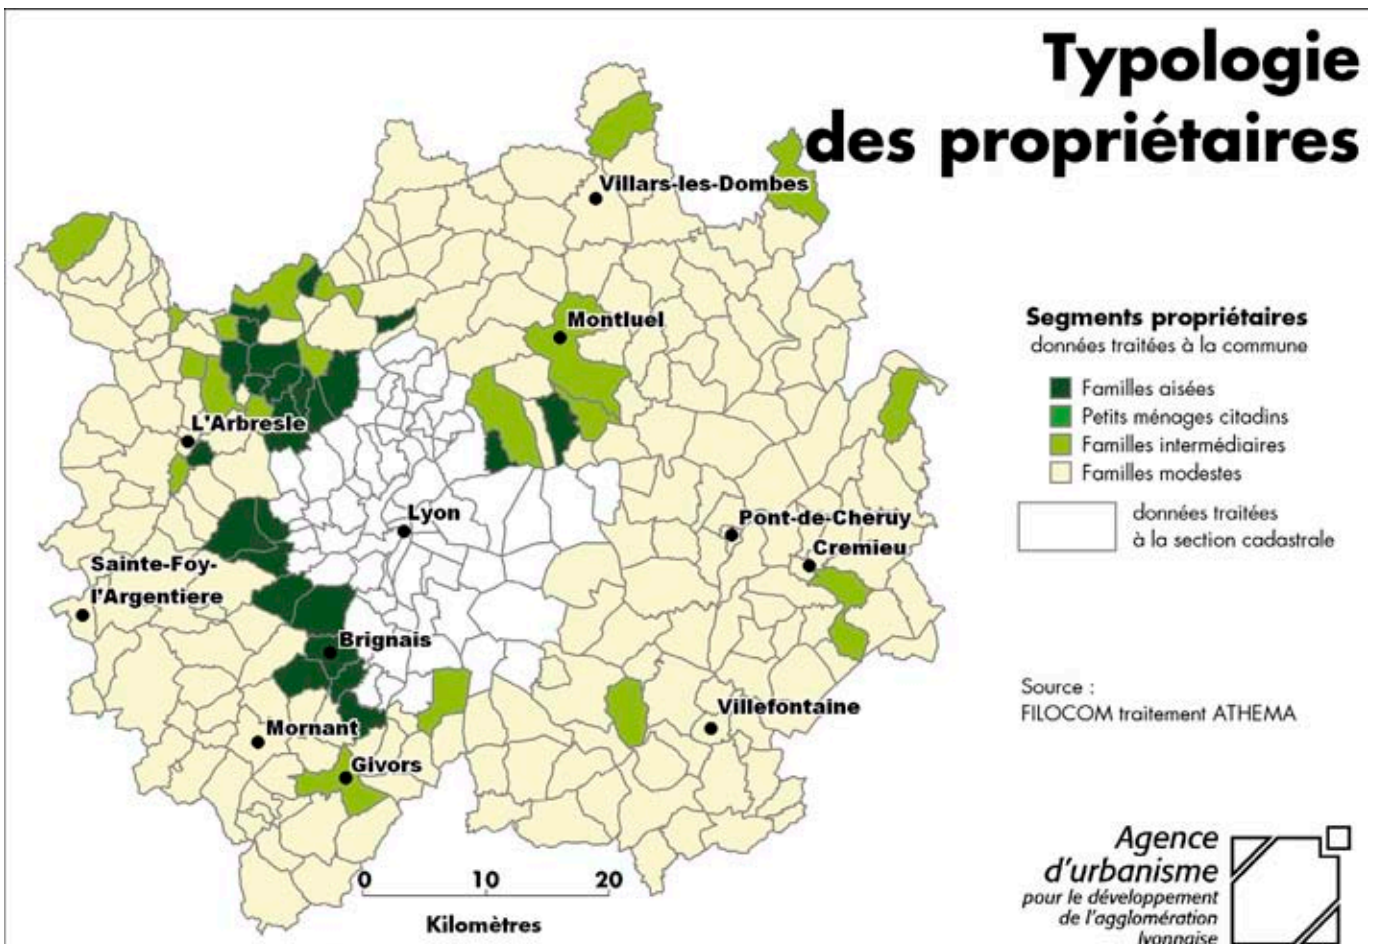 Typologie
des propriétaires
Villars-les-Dombes
Montluel
L'Arbresle
Lyon
Pont-de-Cheruy
Cremieu
Sainte-Foy-
l'Argentiere
Brignais
Villefontaine
Mornant
Givors
0 10 20
Kilomètres
Segments propriétaires
données traitées à la commune
Familles aisées
Petits ménages citadins
Familles intermédiaires
Familles modestes
données traitées
à la section cadastrale
Source :
FILOCOM traitement ATHEMA
Agence
d'urbanisme
pour le développement
de l'agglomération
lyonnaise